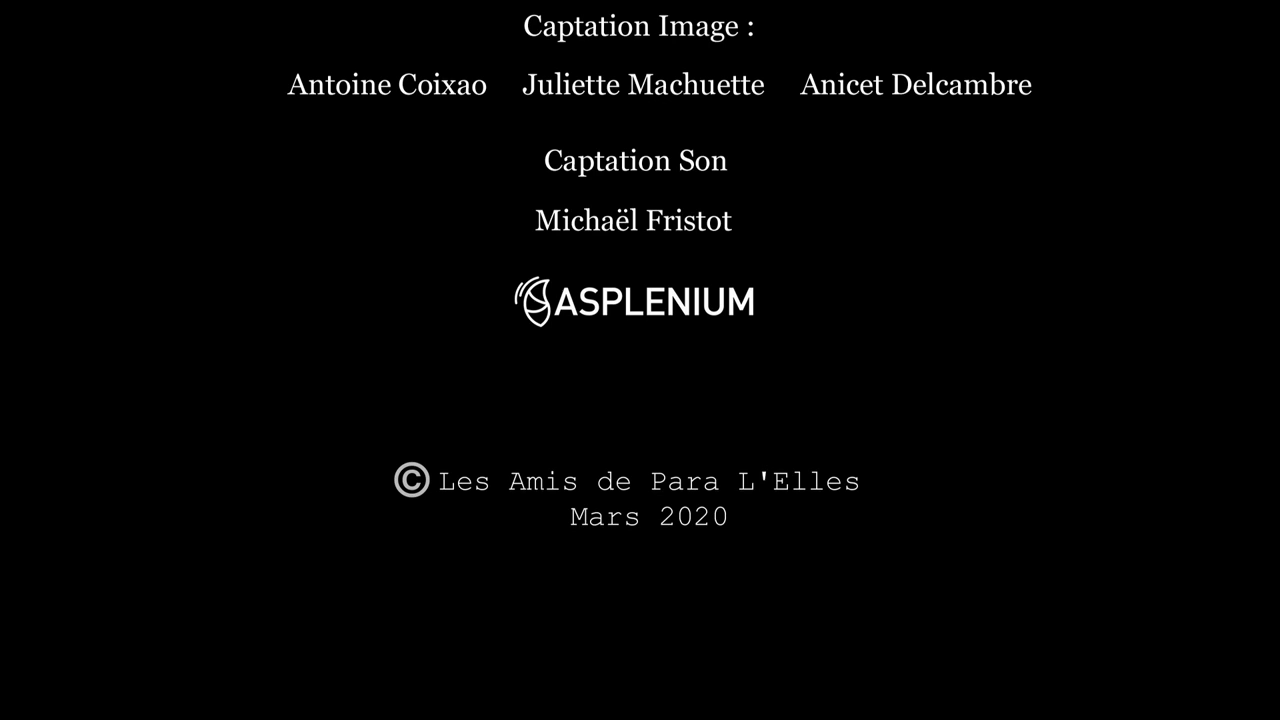 Captation Image :
Antoine Coixao Juliette Machuette Anicet Delcambre
Captation Son
Michaël Fristot
ASPLENIUM
© Les Amis de Para L'Elles
Mars 2020